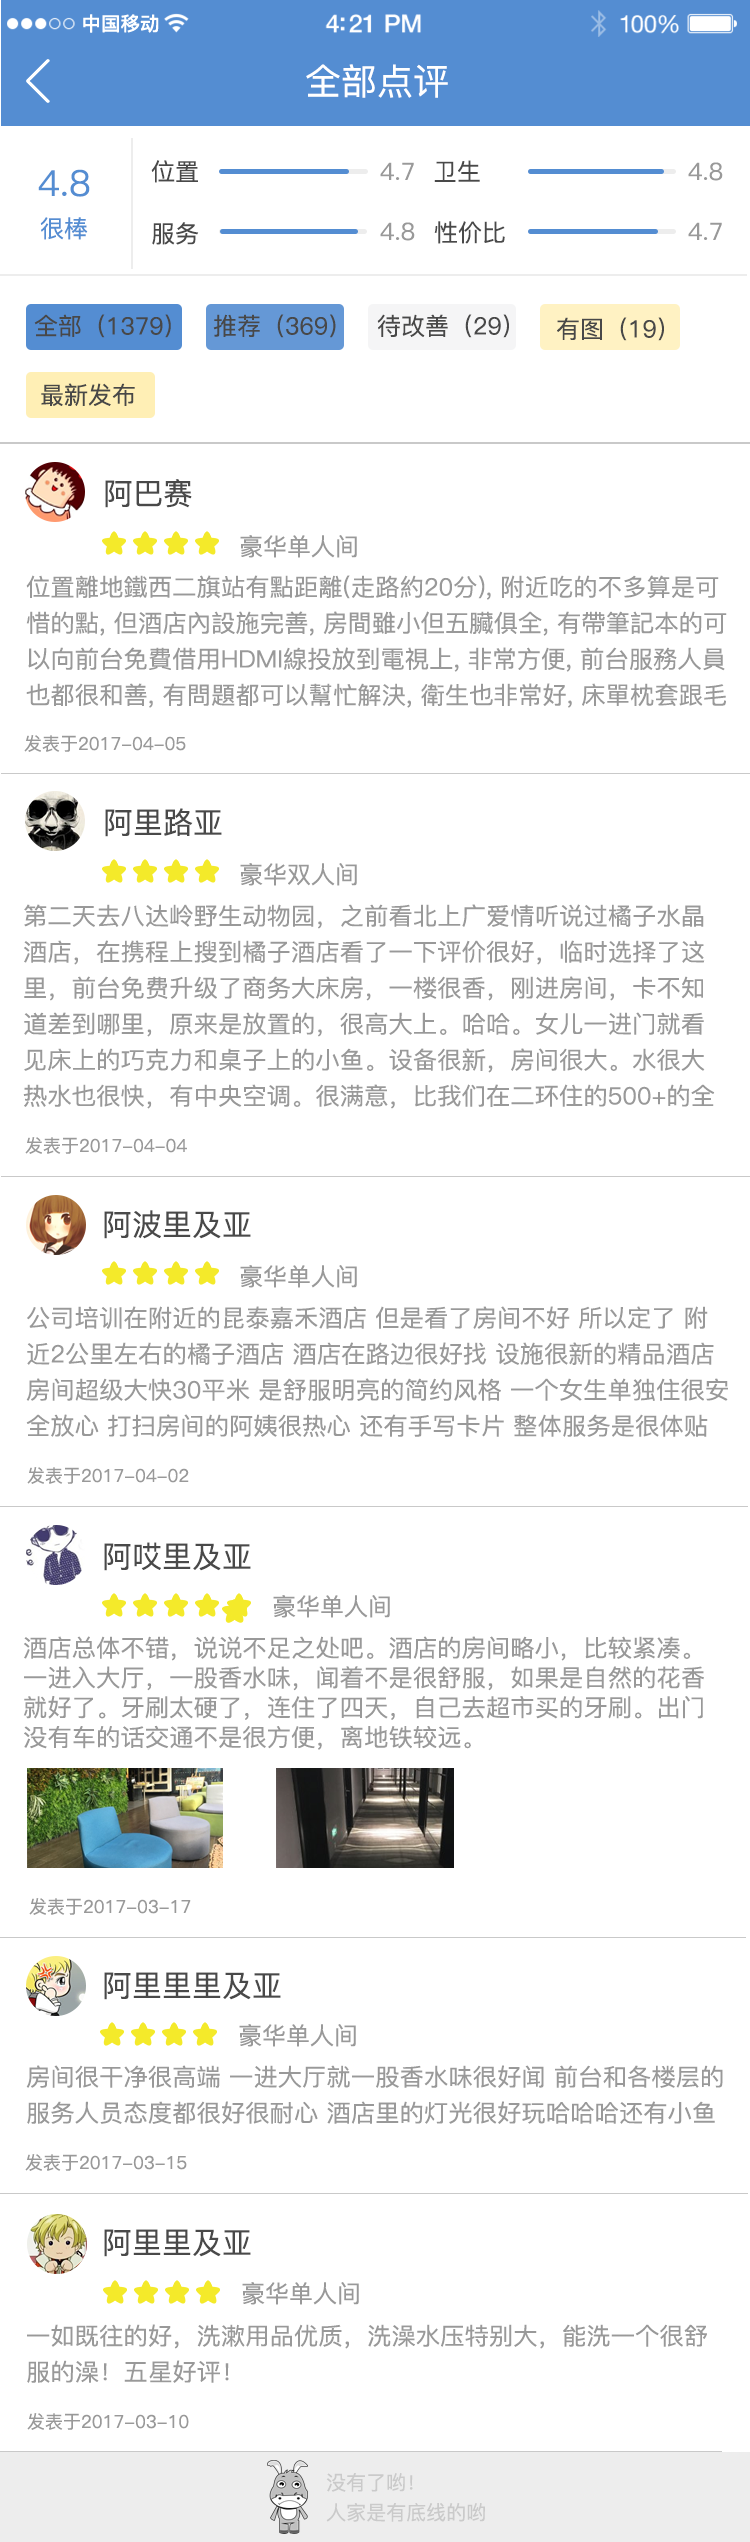 中国移动 4:21 PM 100%
全部点评
4.8
很棒
位置 4.7 卫生 4.8
服务 4.8 性价比 4.7
全部（1379） 推荐（369） 待改善（29） 有图（19）
最新发布
阿巴赛
豪华单人间
位置離地鐵西二旗站有點距離(走路約20分), 附近吃的不多算是可
惜的點, 但酒店內設施完善, 房間雖小但五臟俱全, 有帶筆記本的可
以向前台免費借用HDMI線投放到電視上, 非常方便, 前台服務人員
也都很和善, 有問題都可以幫忙解決, 衛生也非常好, 床單枕套跟毛
发表于2017-04-05
阿里路亚
豪华双人间
第二天去八达岭野生动物园，之前看北上广爱情听说过橘子水晶
酒店，在携程上搜到橘子酒店看了一下评价很好，临时选择了这
里，前台免费升级了商务大床房，一楼很香，刚进房间，卡不知
道差到哪里，原来是放置的，很高大上。哈哈。女儿一进门就看
见床上的巧克力和桌子上的小鱼。设备很新，房间很大。水很大
热水也很快，有中央空调。很满意，比我们在二环住的500+的全
发表于2017-04-04
阿波里及亚
豪华单人间
公司培训在附近的昆泰嘉禾酒店 但是看了房间不好 所以定了 附
近2公里左右的橘子酒店 酒店在路边很好找 设施很新的精品酒店
房间超级大快30平米 是舒服明亮的简约风格 一个女生单独住很安
全放心 打扫房间的阿姨很热心 还有手写卡片 整体服务是很体贴
发表于2017-04-02
阿哎里及亚
豪华单人间
酒店总体不错，说说不足之处吧。酒店的房间略小，比较紧凑。
一进入大厅，一股香水味，闻着不是很舒服，如果是自然的花香
就好了。牙刷太硬了，连住了四天，自己去超市买的牙刷。出门
没有车的话交通不是很方便，离地铁较远。
发表于2017-03-17
阿里里里及亚
豪华单人间
房间很干净很高端 一进大厅就一股香水味很好闻 前台和各楼层的
服务人员态度都很好很耐心 酒店里的灯光很好玩哈哈哈还有小鱼
发表于2017-03-15
阿里里及亚
豪华单人间
一如既往的好，洗漱用品优质，洗澡水压特别大，能洗一个很舒
服的澡！五星好评！
发表于2017-03-10
没有了哟！
人家是有底线的哟